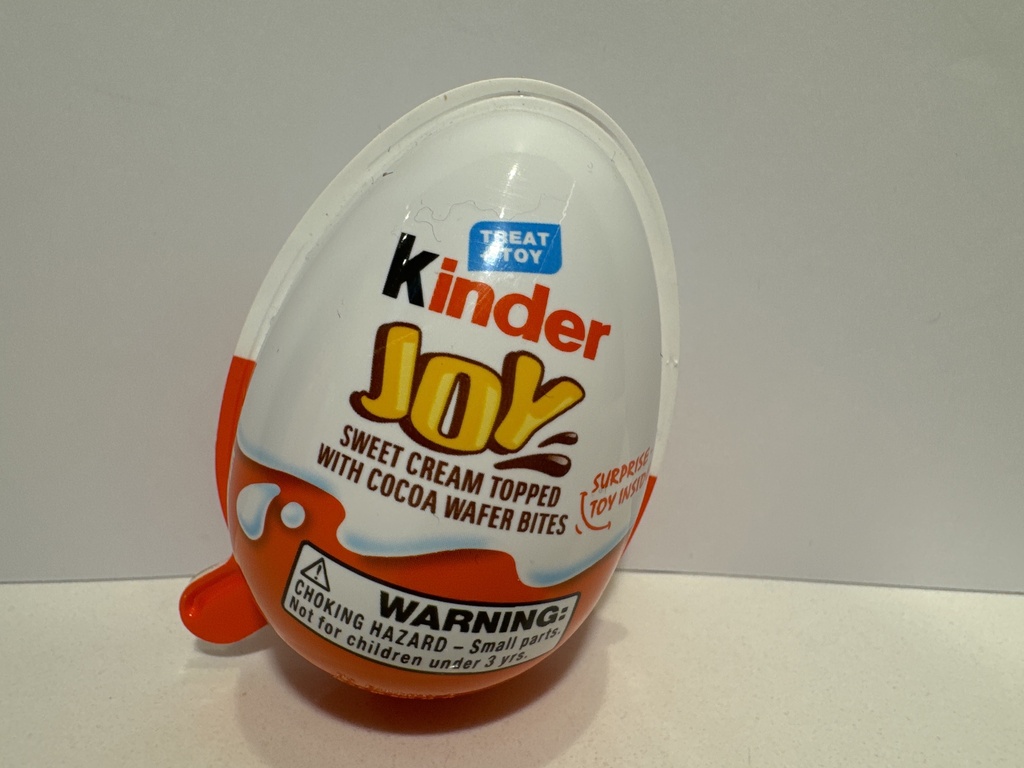 TREAT
+TOY
Kinder
JOY
SWEET CREAM TOPPED
WITH COCOA WAFER BITES
SURPRISE
TOY INSIDE
WARNING:
CHOKING HAZARD – Small parts.
Not for children under 3 yrs.